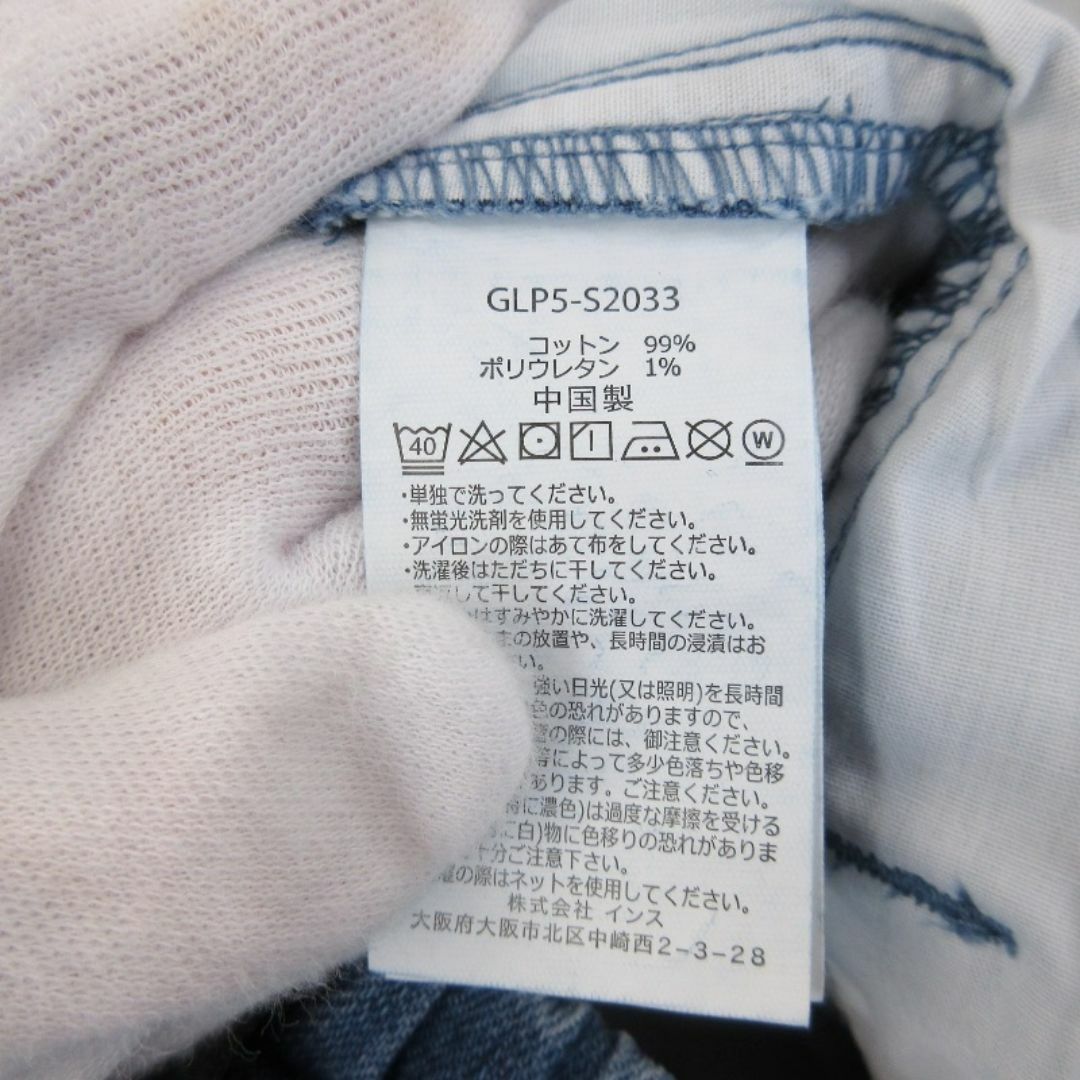 GLP5-S2033
コットン 99%
ポリウレタン 1%
中国製
40 W
・単独で洗ってください。
・無蛍光洗剤を使用してください。
・アイロンの際はあて布をしてください。
・洗濯後はただちに干してください。
して干してください。
はすみやかに洗濯してください。
まの放置や、長時間の浸漬はお
い。
強い日光(又は照明)を長時間
色の恐れがありますので、
の際には、御注意ください。
等によって多少色落ちや色移
あります。ご注意ください。
(特に濃色)は過度な摩擦を受ける
に白)物に色移りの恐れがありま
十分ご注意下さい。
濯の際はネットを使用してください。
株式会社 インス
大阪府大阪市北区中崎西2-3-28